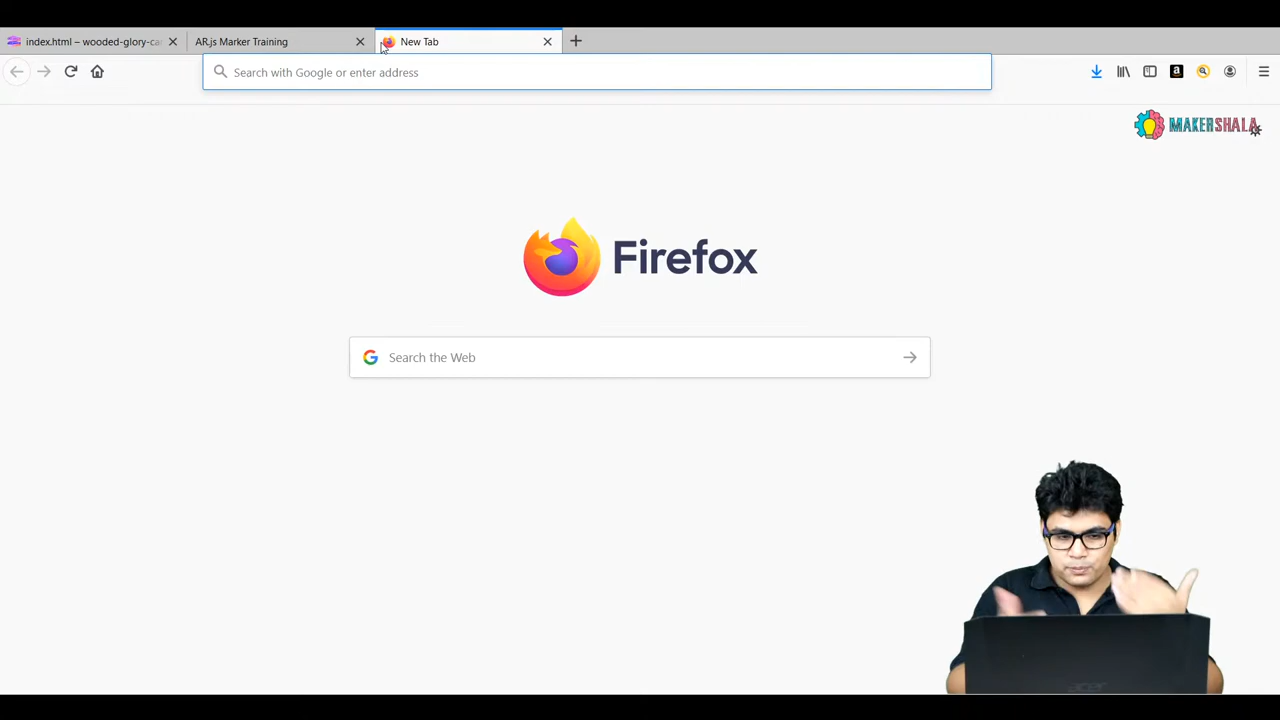 index.html – wooded-glory-ca
AR.js Marker Training
New Tab
Search with Google or enter address
a
MAKERSHALA
Firefox
G
Search the Web
acer